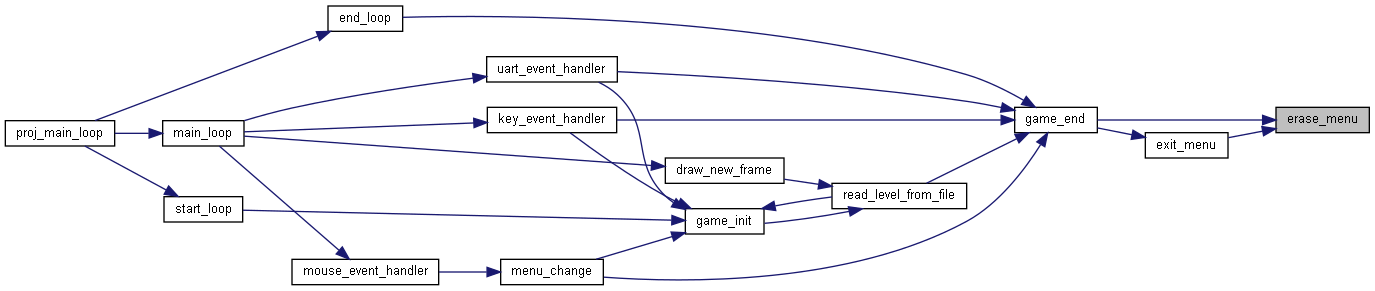 end_loop
uart_event_handler
key_event_handler
game_end
erase_menu
proj_main_loop
main_loop
exit_menu
draw_new_frame
read_level_from_file
start_loop
game_init
mouse_event_handler
menu_change